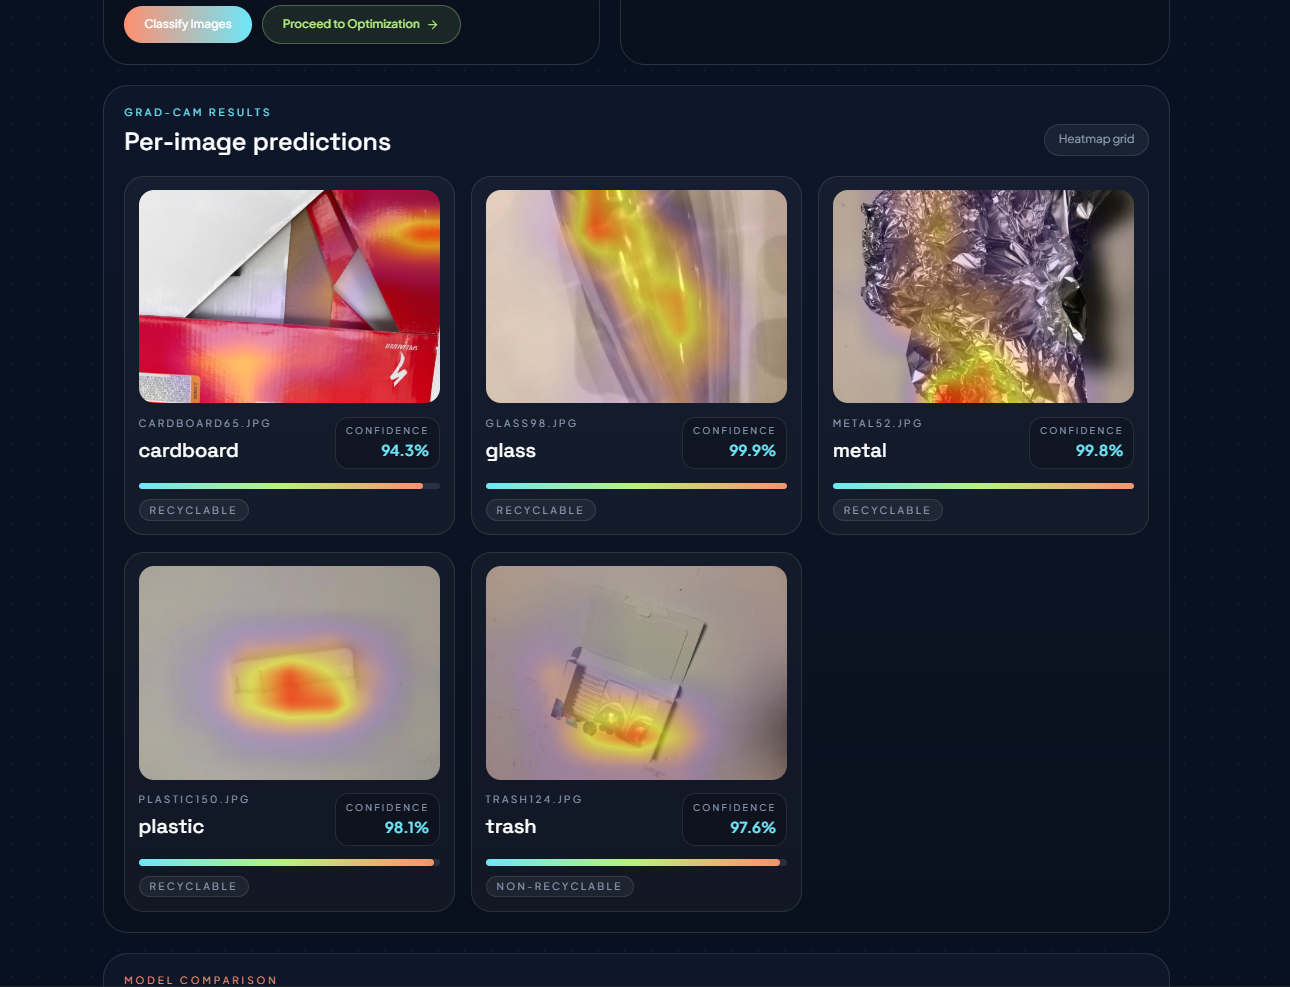 Classify Images
Proceed to Optimization →
GRAD-CAM RESULTS
Per-image predictions
Heatmap grid
CARDBOARD65.JPG
cardboard
CONFIDENCE
94.3%
RECYCLABLE
GLASS98.JPG
glass
CONFIDENCE
99.9%
RECYCLABLE
METAL52.JPG
metal
CONFIDENCE
99.8%
RECYCLABLE
PLASTIC150.JPG
plastic
CONFIDENCE
98.1%
RECYCLABLE
TRASH124.JPG
trash
CONFIDENCE
97.6%
NON-RECYCLABLE
MODEL COMPARISON